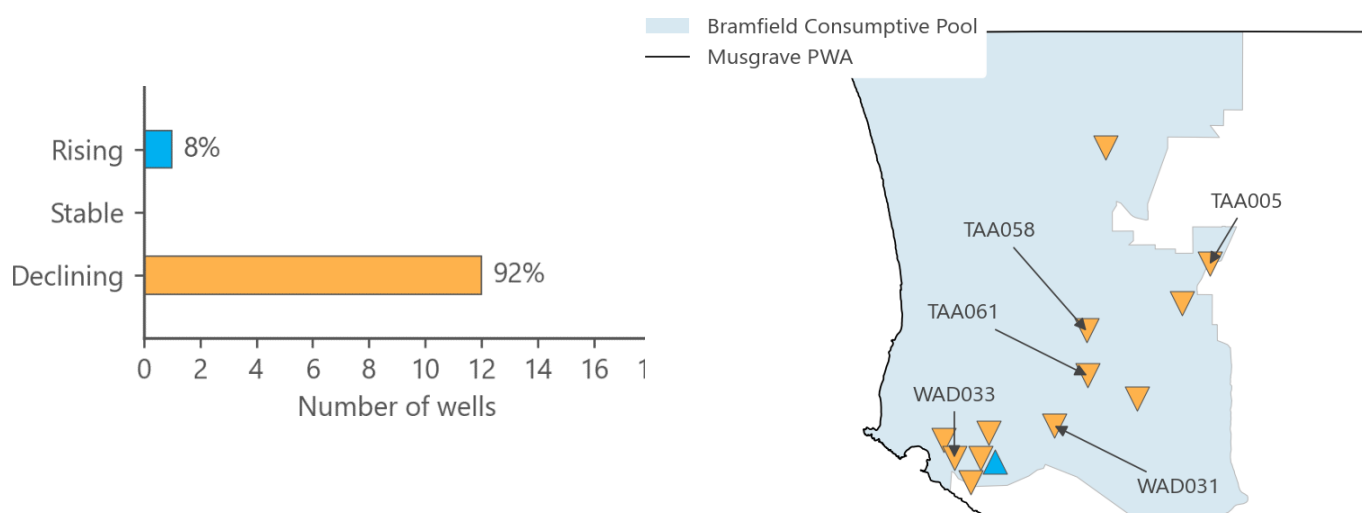 Bramfield Consumptive Pool
Musgrave PWA
Rising
8%
Stable
Declining
92%
0 2 4 6 8 10 12 14 16
Number of wells
TAA005
TAA058
TAA061
WAD033
WAD031